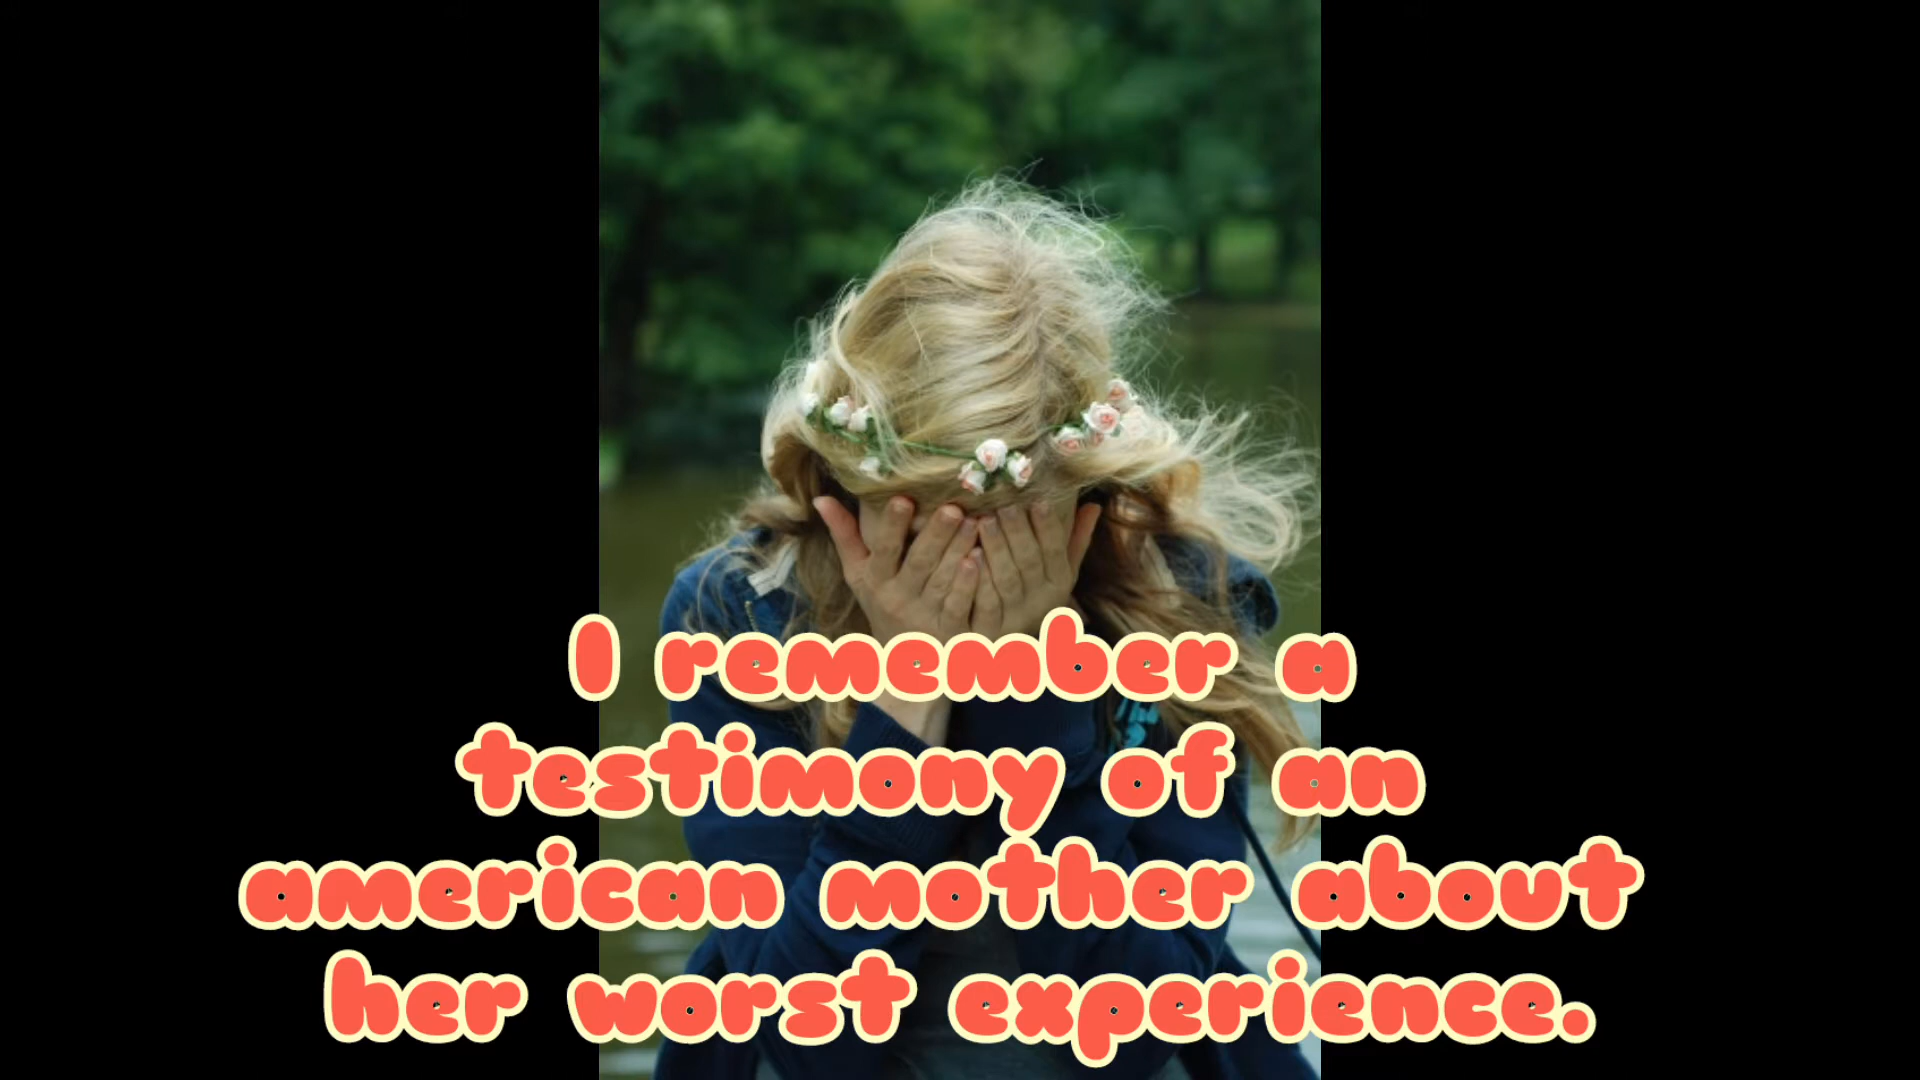 I remember a
testimony of an
american mother about
her worst experience.